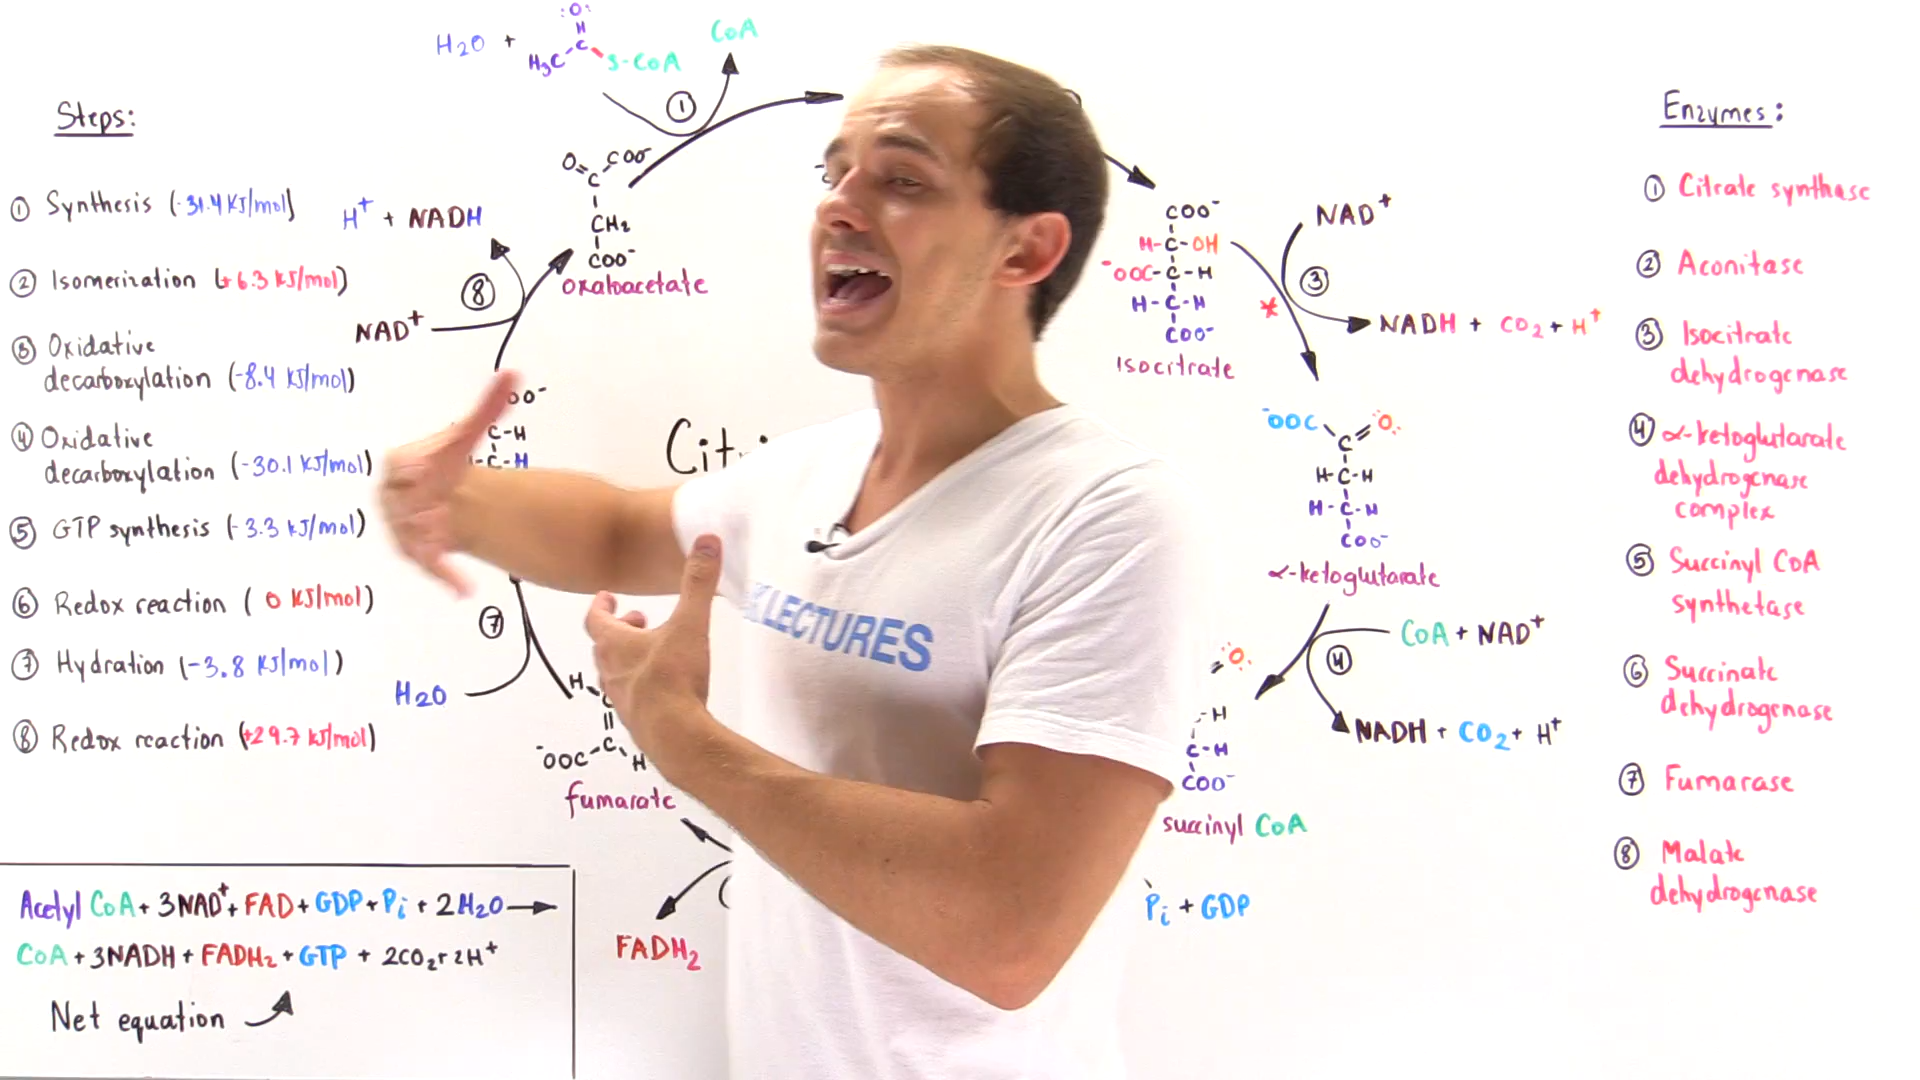 Steps:
① Synthesis (-31.4 KJ/mol)
② Isomerization (+6.3 KJ/mol)
③ Oxidative
decarboxylation (-8.4 KJ/mol)
④ Oxidative
decarboxylation (-30.1 KJ/mol)
⑤ GTP synthesis (-3.3 KJ/mol)
⑥ Redox reaction (0 KJ/mol)
⑦ Hydration (-3.8 KJ/mol)
⑧ Redox reaction (+29.7 KJ/mol)
Acetyl CoA + 3NAD⁺ + FAD + GDP + Pi + 2H₂O →
CoA + 3NADH + FADH₂ + GTP + 2CO₂ + 2H⁺
Net equation
H₂O +
:O:
H₃C
C
S-CoA
CoA
①
O
C
COO⁻
CH₂
COO⁻
oxaloacetate
H⁺ + NADH
⑧
NAD⁺
C-H
C-H
⑦
H₂O
H
C
⁻OOC-C
H
fumarate
FADH₂
COO⁻
H-C-OH
⁻OOC-C-H
H-C-H
COO⁻
Isocitrate
NAD⁺
③
NADH + CO₂ + H⁺
⁻OOC
C
O
H-C-H
H-C-H
COO⁻
α-ketoglutarate
CoA + NAD⁺
④
NADH + CO₂ + H⁺
O
-H
C-H
COO⁻
succinyl CoA
Pi + GDP
LECTURES
Enzymes:
① Citrate synthase
② Aconitase
③ Isocitrate
dehydrogenase
④ α-ketoglutarate
dehydrogenase
complex
⑤ Succinyl CoA
synthetase
⑥ Succinate
dehydrogenase
⑦ Fumarase
⑧ Malate
dehydrogenase